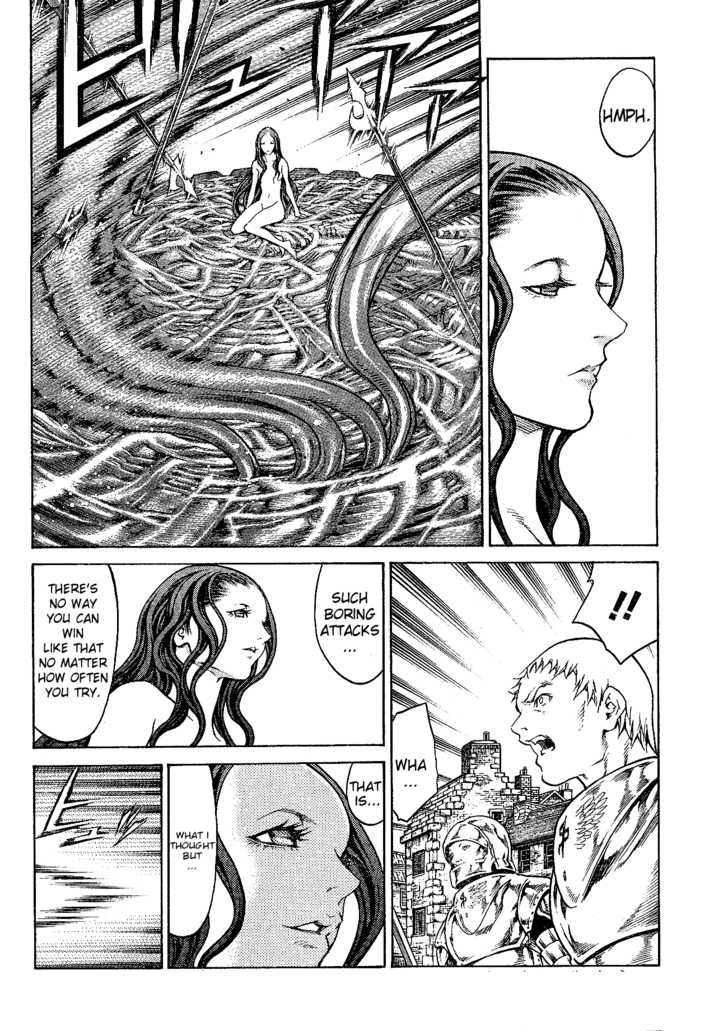 HMPH.
ビ
!!
WHA
...
SUCH
BORING
ATTACKS
...
THERE'S
NO WAY
YOU CAN
WIN
LIKE THAT
NO MATTER
HOW OFTEN
YOU TRY.
THAT
IS...
WHAT I
THOUGHT
BUT
...